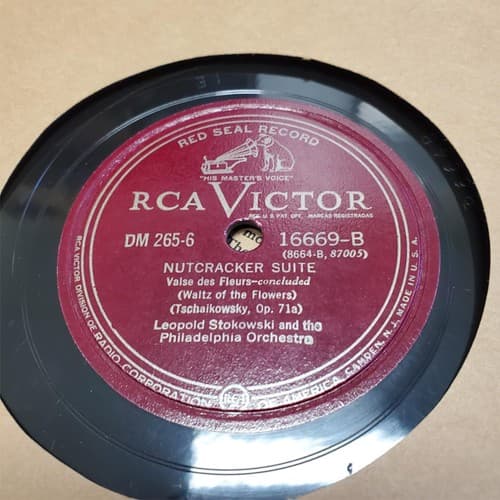 RED SEAL RECORD
"HIS MASTER'S VOICE"
RCA VICTOR
REG. U.S. PAT. OFF. MARCAS REGISTRADAS
DM 265-6
16669-B
(8664-B, 87005)
NUTCRACKER SUITE
Valse des Fleurs-concluded
(Waltz of the Flowers)
(Tschaikowsky, Op. 71a)
Leopold Stokowski and the
Philadelphia Orchestra
RCA VICTOR DIVISION OF RADIO CORPORATION OF AMERICA, CAMDEN, N. J. MADE IN U. S. A.
RCA